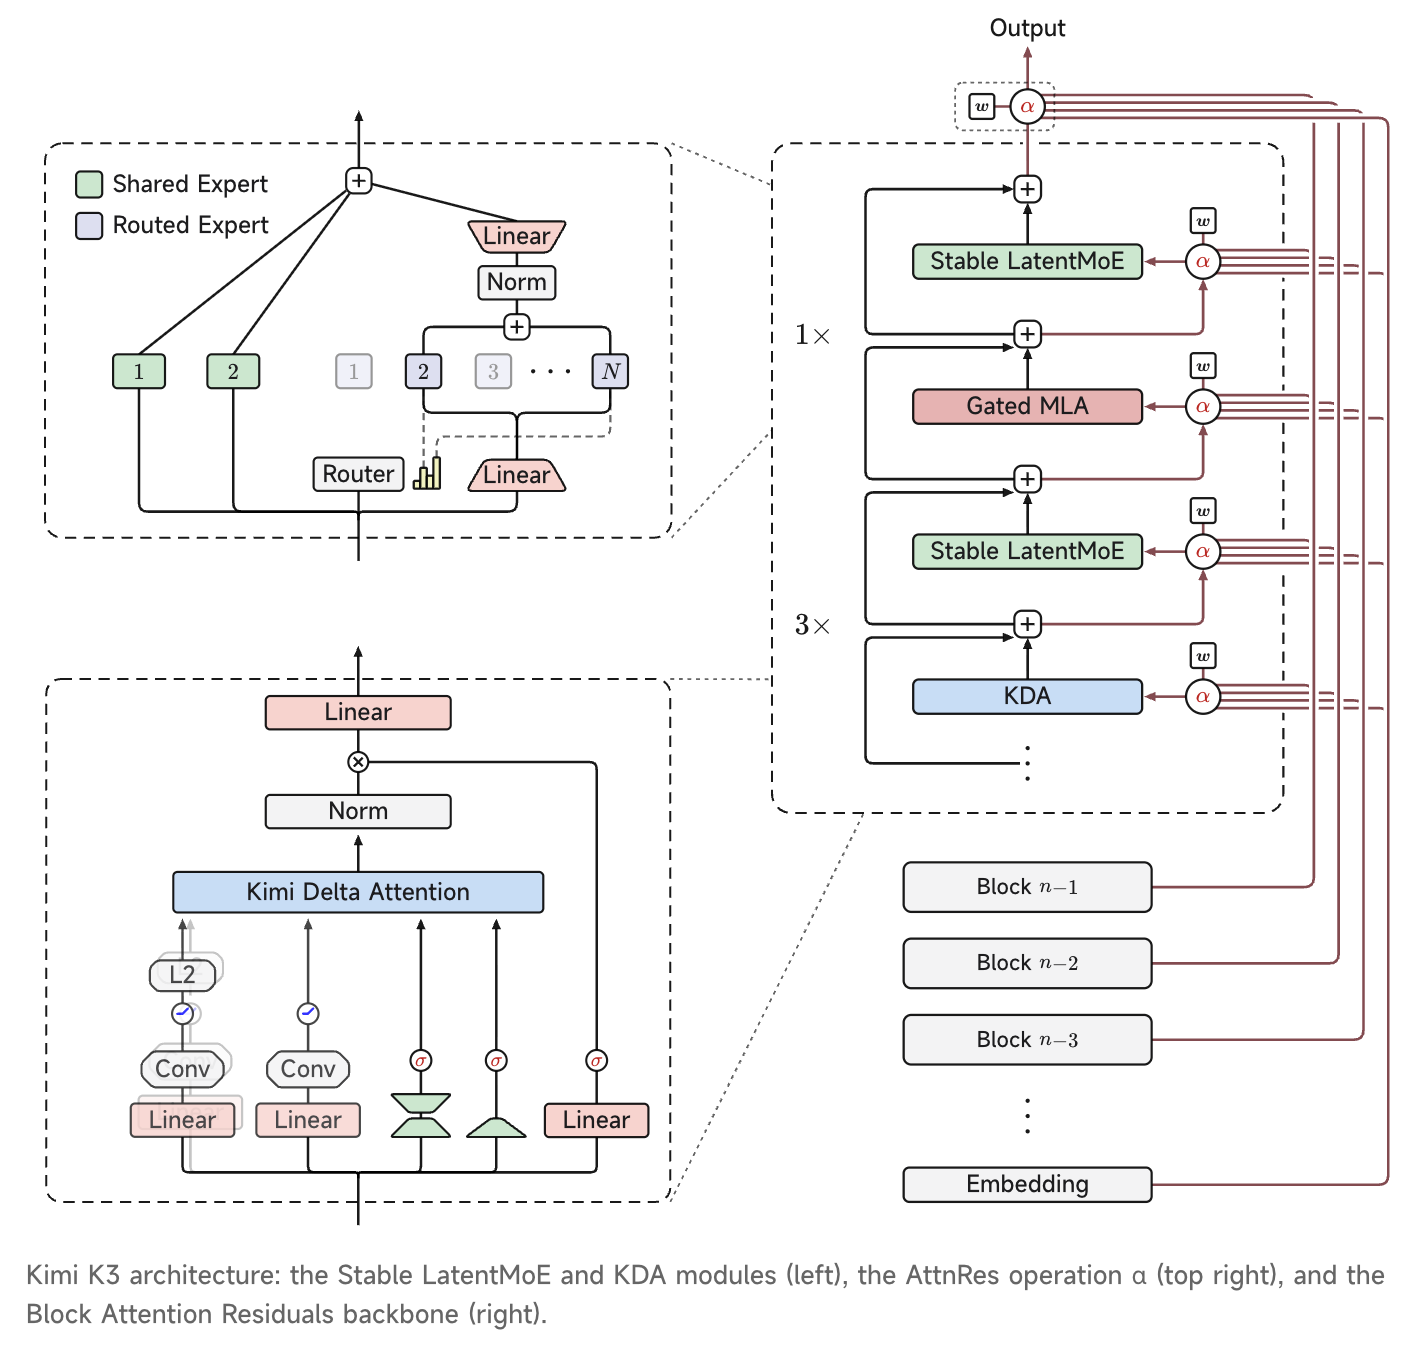 Output
w α
Shared Expert
Routed Expert
+
+
Linear
Norm
+
1 2 1 2 3 · · · N
Router
Linear
w
Stable LatentMoE α
1×
+
w
Gated MLA α
+
w
Stable LatentMoE α
3×
+
w
KDA α
Linear
×
Norm
Kimi Delta Attention
L2
Conv Conv
σ σ σ
Linear Linear Linear
Block n−1
Block n−2
Block n−3
Embedding
Kimi K3 architecture: the Stable LatentMoE and KDA modules (left), the AttnRes operation α (top right), and the
Block Attention Residuals backbone (right).